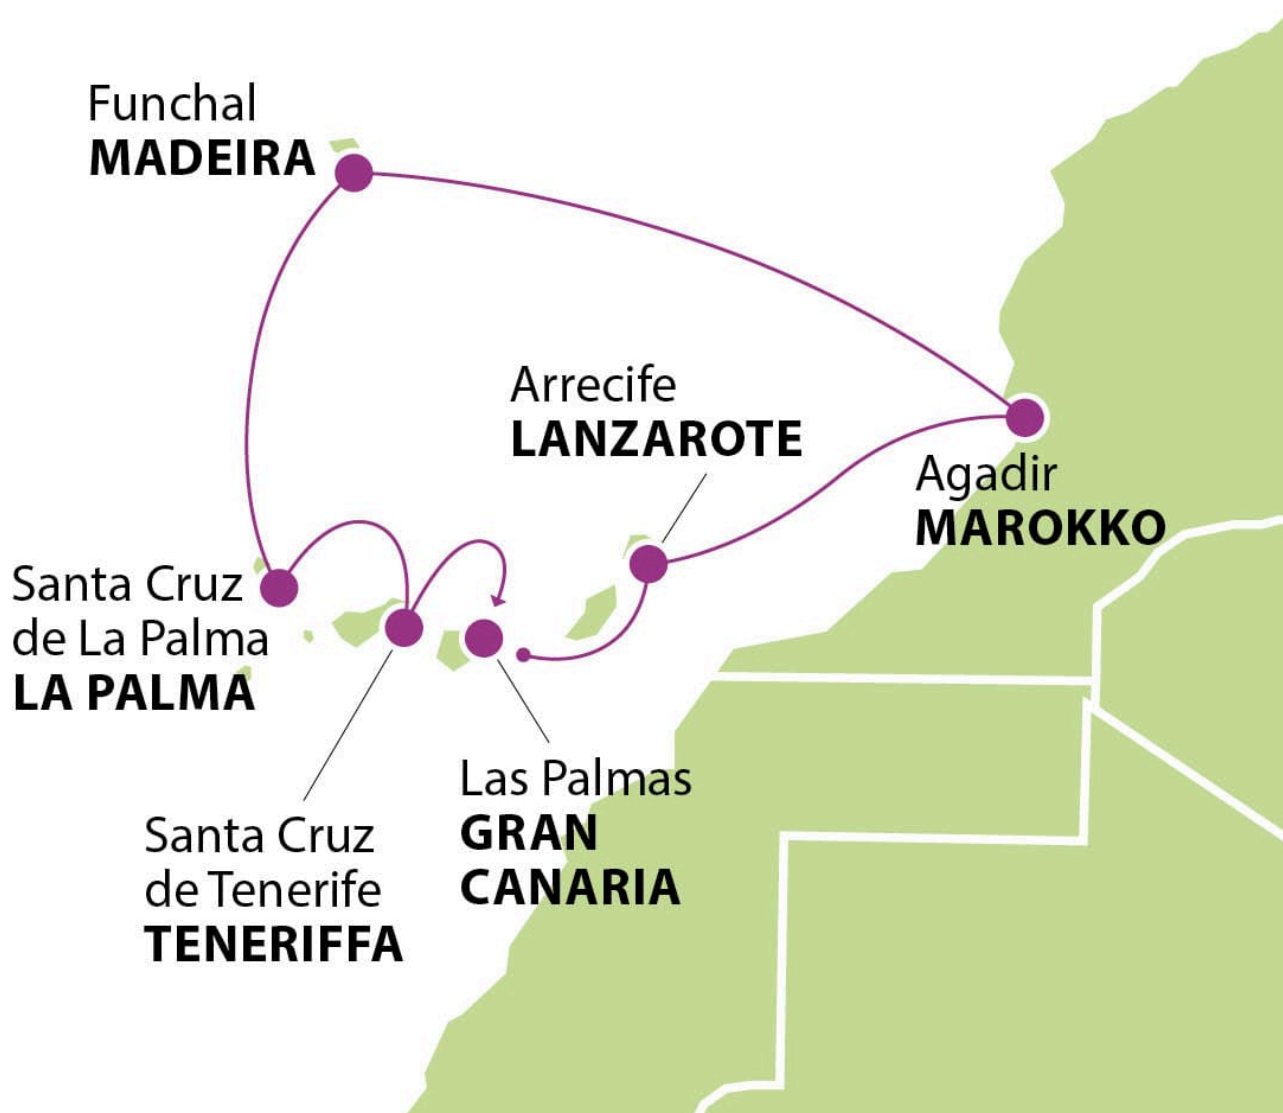 Funchal
MADEIRA
Arrecife
LANZAROTE
Agadir
MAROKKO
Santa Cruz
de La Palma
LA PALMA
Santa Cruz
de Tenerife
TENERIFFA
Las Palmas
GRAN
CANARIA